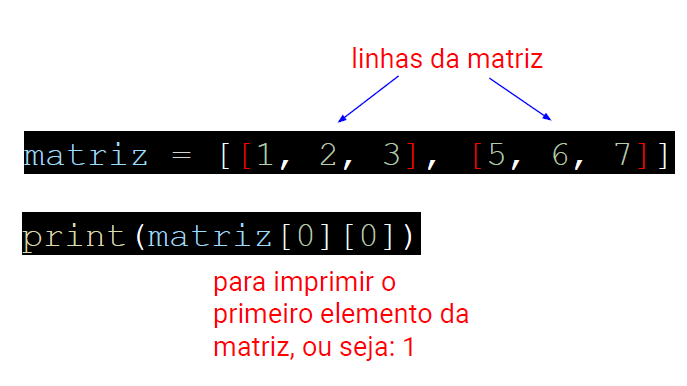 linhas da matriz
matriz = [[1, 2, 3], [5, 6, 7]]
print(matriz[0][0])
para imprimir o
primeiro elemento da
matriz, ou seja: 1